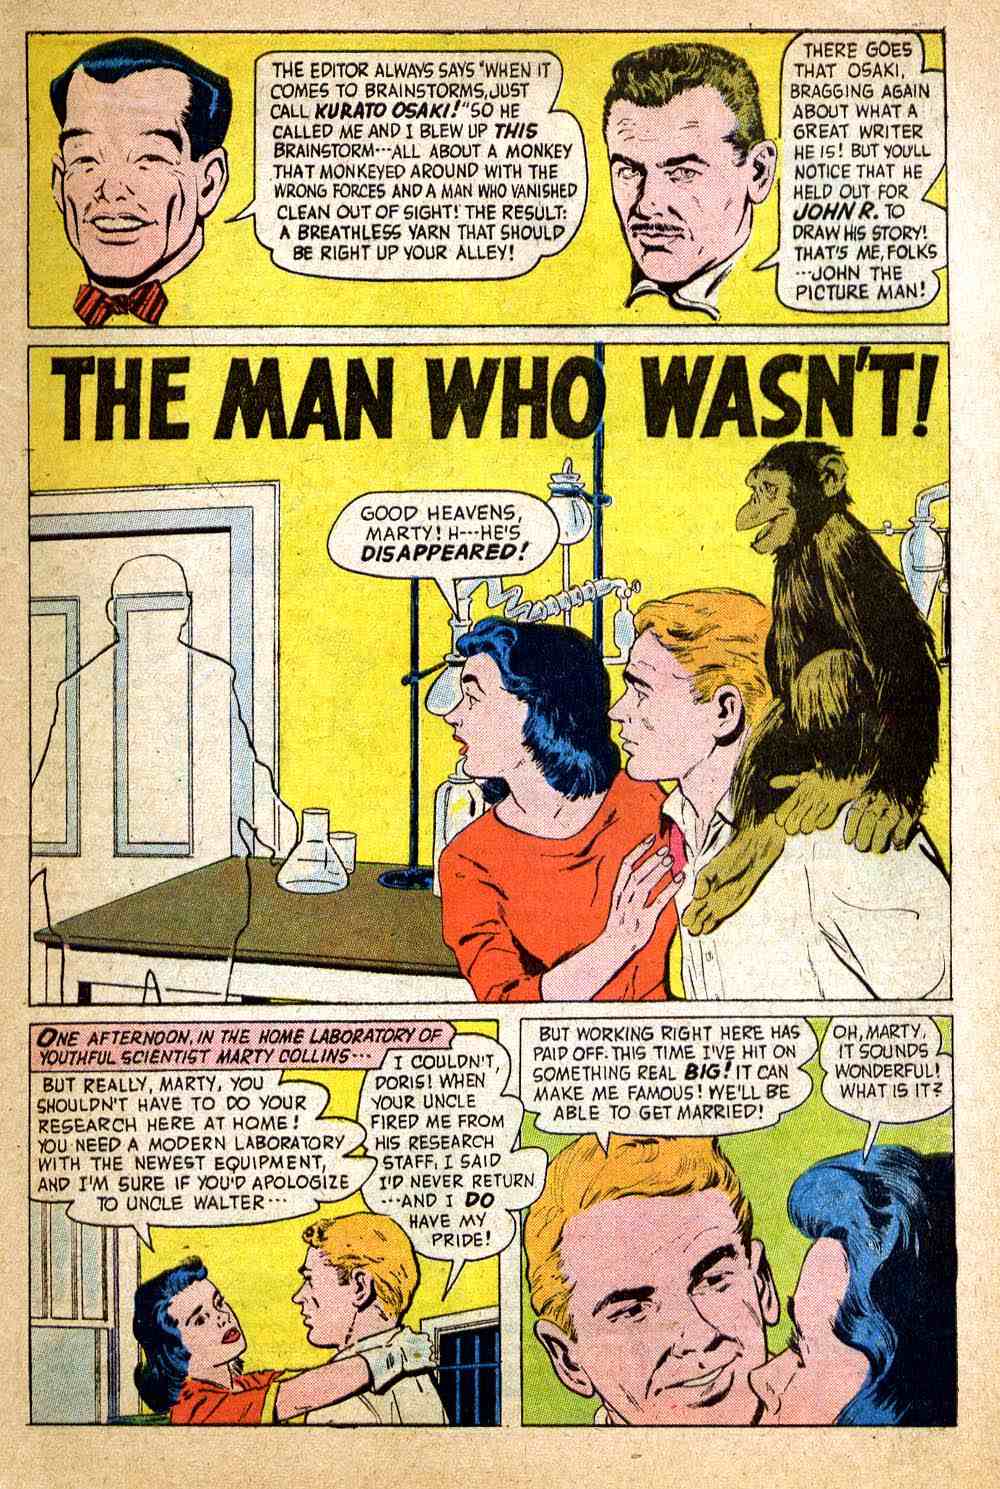 THE EDITOR ALWAYS SAYS "WHEN IT
COMES TO BRAINSTORMS, JUST
CALL KURATO OSAKI!" SO HE
CALLED ME AND I BLEW UP THIS
BRAINSTORM---ALL ABOUT A MONKEY
THAT MONKEYED AROUND WITH THE
WRONG FORCES AND A MAN WHO VANISHED
CLEAN OUT OF SIGHT! THE RESULT:
A BREATHLESS YARN THAT SHOULD
BE RIGHT UP YOUR ALLEY!
THERE GOES
THAT OSAKI,
BRAGGING AGAIN
ABOUT WHAT A
GREAT WRITER
HE IS! BUT YOU'LL
NOTICE THAT HE
HELD OUT FOR
JOHN R. TO
DRAW HIS STORY!
THAT'S ME, FOLKS
---JOHN THE
PICTURE MAN!
THE MAN WHO WASN'T!
GOOD HEAVENS,
MARTY! H---HE'S
DISAPPEARED!
ONE AFTERNOON, IN THE HOME LABORATORY OF
YOUTHFUL SCIENTIST MARTY COLLINS---
BUT REALLY, MARTY, YOU
SHOULDN'T HAVE TO DO YOUR
RESEARCH HERE AT HOME!
YOU NEED A MODERN LABORATORY
WITH THE NEWEST EQUIPMENT,
AND I'M SURE IF YOU'D APOLOGIZE
TO UNCLE WALTER---
I COULDN'T,
DORIS! WHEN
YOUR UNCLE
FIRED ME FROM
HIS RESEARCH
STAFF, I SAID
I'D NEVER RETURN
---AND I DO
HAVE MY
PRIDE!
BUT WORKING RIGHT HERE HAS
PAID OFF. THIS TIME I'VE HIT ON
SOMETHING REAL BIG! IT CAN
MAKE ME FAMOUS! WE'LL BE
ABLE TO GET MARRIED!
OH, MARTY,
IT SOUNDS
WONDERFUL!
WHAT IS IT?